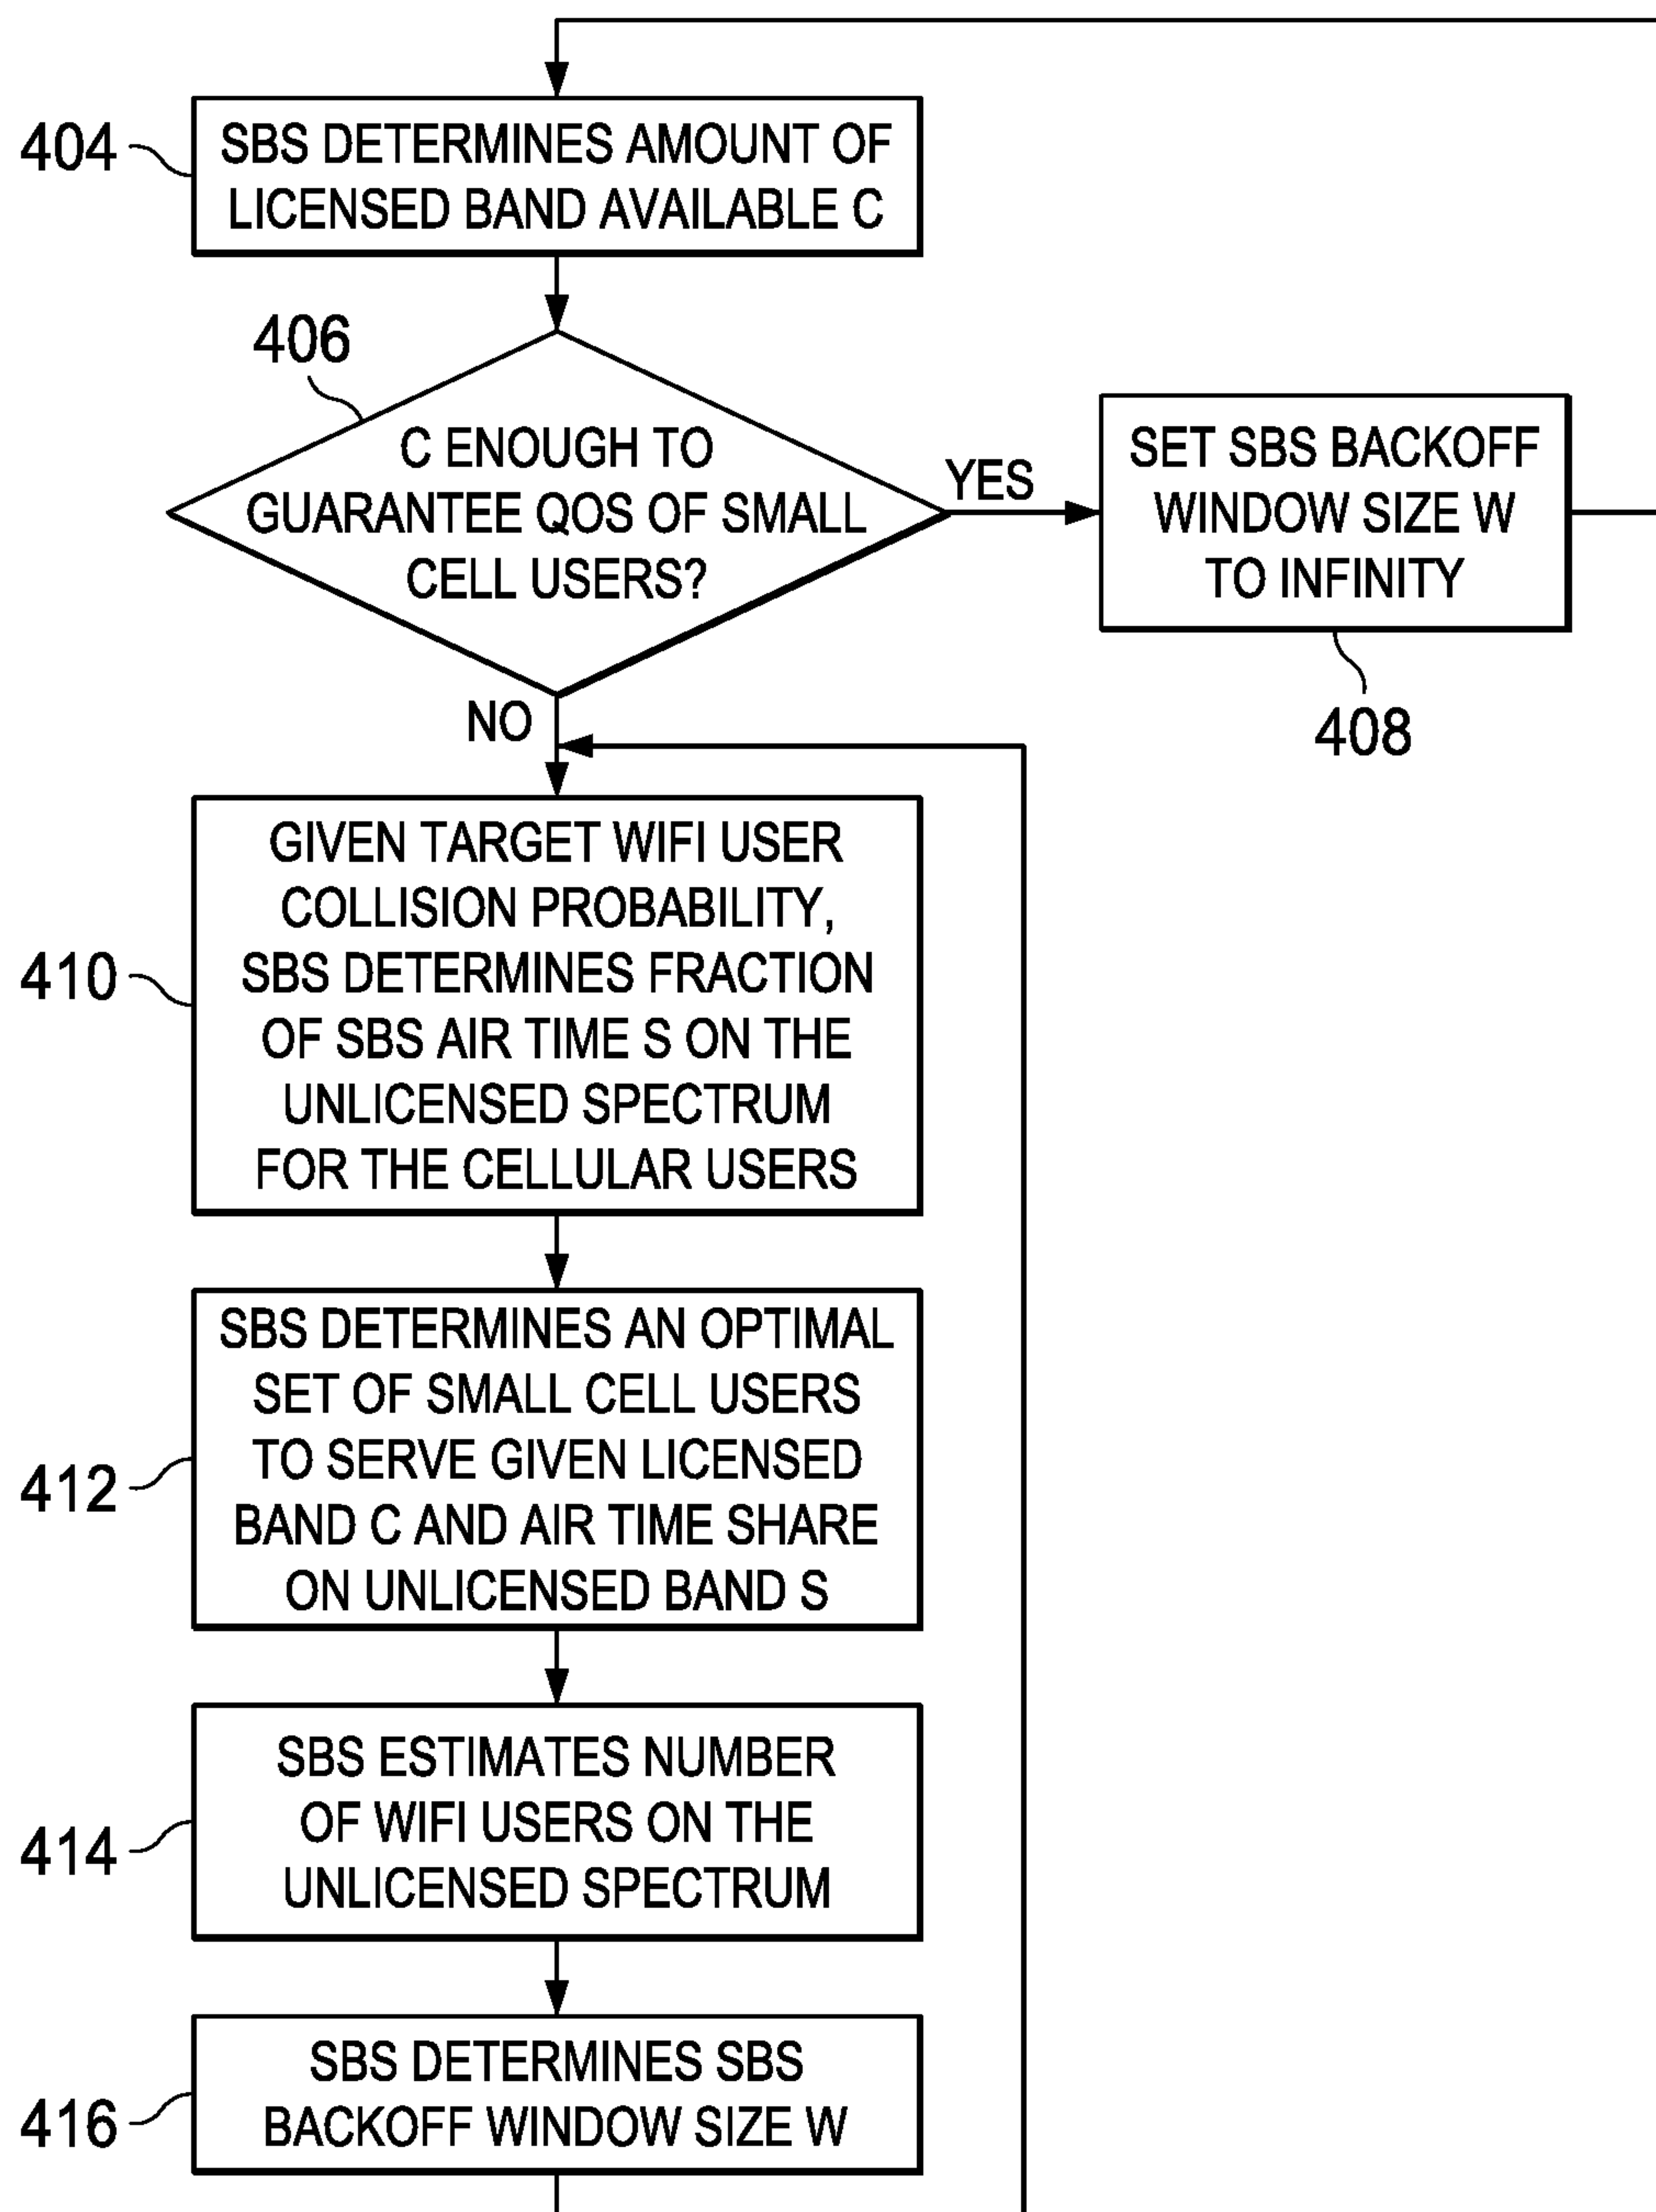 404
SBS DETERMINES AMOUNT OF
LICENSED BAND AVAILABLE C
406
C ENOUGH TO
GUARANTEE QOS OF SMALL
CELL USERS?
YES
SET SBS BACKOFF
WINDOW SIZE W
TO INFINITY
408
NO
410
GIVEN TARGET WIFI USER
COLLISION PROBABILITY,
SBS DETERMINES FRACTION
OF SBS AIR TIME S ON THE
UNLICENSED SPECTRUM
FOR THE CELLULAR USERS
412
SBS DETERMINES AN OPTIMAL
SET OF SMALL CELL USERS
TO SERVE GIVEN LICENSED
BAND C AND AIR TIME SHARE
ON UNLICENSED BAND S
414
SBS ESTIMATES NUMBER
OF WIFI USERS ON THE
UNLICENSED SPECTRUM
416
SBS DETERMINES SBS
BACKOFF WINDOW SIZE W